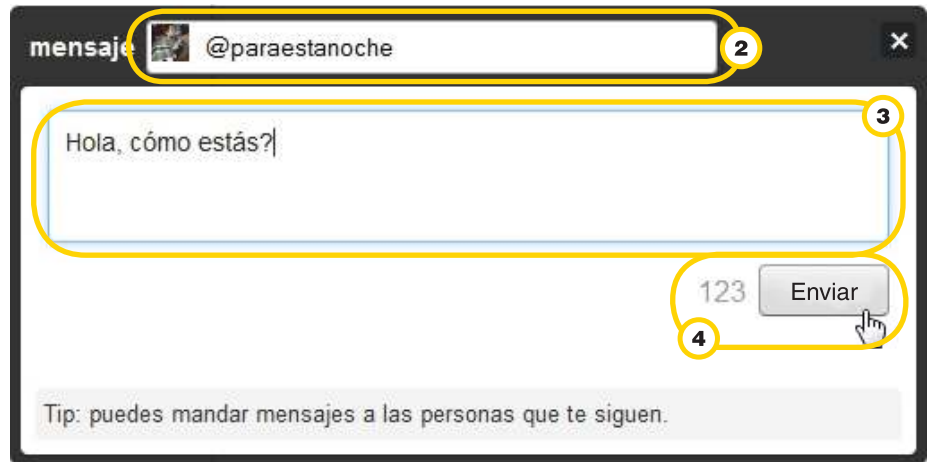 mensaje @paraestanoche 2
3
Hola, cómo estás?
123 Enviar
4
Tip: puedes mandar mensajes a las personas que te siguen.